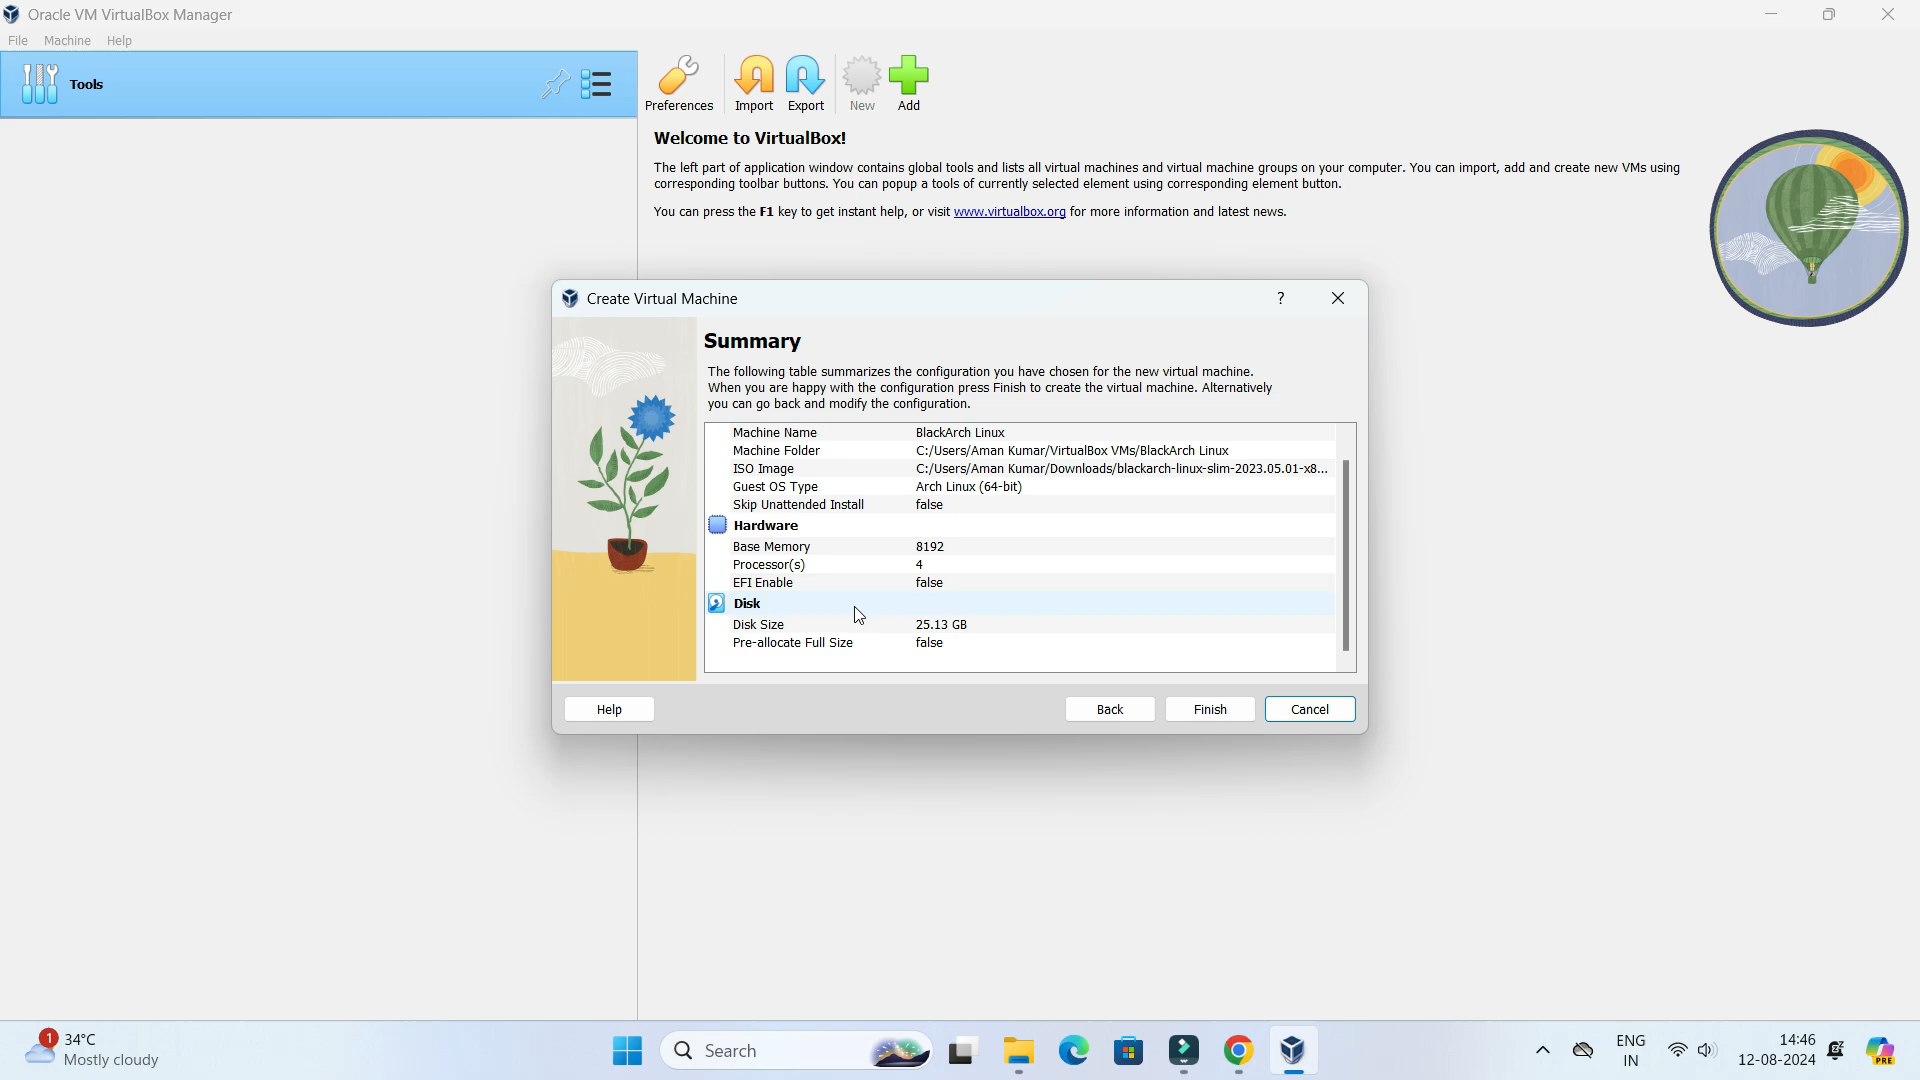 Oracle VM VirtualBox Manager
File Machine Help
Tools
Preferences Import Export New Add
Welcome to VirtualBox!
The left part of application window contains global tools and lists all virtual machines and virtual machine groups on your computer. You can import, add and create new VMs using
corresponding toolbar buttons. You can popup a tools of currently selected element using corresponding element button.
You can press the F1 key to get instant help, or visit www.virtualbox.org for more information and latest news.
Create Virtual Machine ?
Summary
The following table summarizes the configuration you have chosen for the new virtual machine.
When you are happy with the configuration press Finish to create the virtual machine. Alternatively
you can go back and modify the configuration.
Machine Name BlackArch Linux
Machine Folder C:/Users/Aman Kumar/VirtualBox VMs/BlackArch Linux
ISO Image C:/Users/Aman Kumar/Downloads/blackarch-linux-slim-2023.05.01-x8...
Guest OS Type Arch Linux (64-bit)
Skip Unattended Install false
Hardware
Base Memory 8192
Processor(s) 4
EFI Enable false
Disk
Disk Size 25.13 GB
Pre-allocate Full Size false
Help Back Finish Cancel
1 34°C
Mostly cloudy
Search
ENG
IN
14:46
12-08-2024
PRE